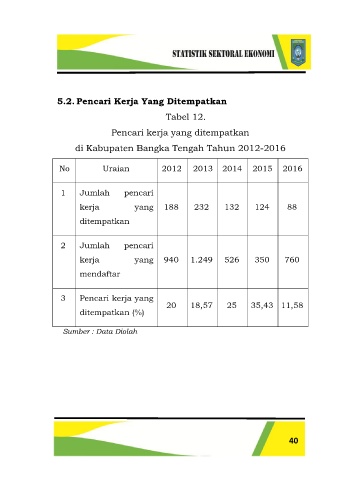 STATISTIK SEKTORAL EKONOMI
5.2. Pencari Kerja Yang Ditempatkan
Tabel 12.
Pencari kerja yang ditempatkan
di Kabupaten Bangka Tengah Tahun 2012-2016
No Uraian 2012 2013 2014 2015 2016
1 Jumlah pencari
kerja yang 188 232 132 124 88
ditempatkan
2 Jumlah pencari
kerja yang 940 1.249 526 350 760
mendaftar
3 Pencari kerja yang
20 18,57 25 35,43 11,58
ditempatkan (%)
Sumber : Data Diolah
40